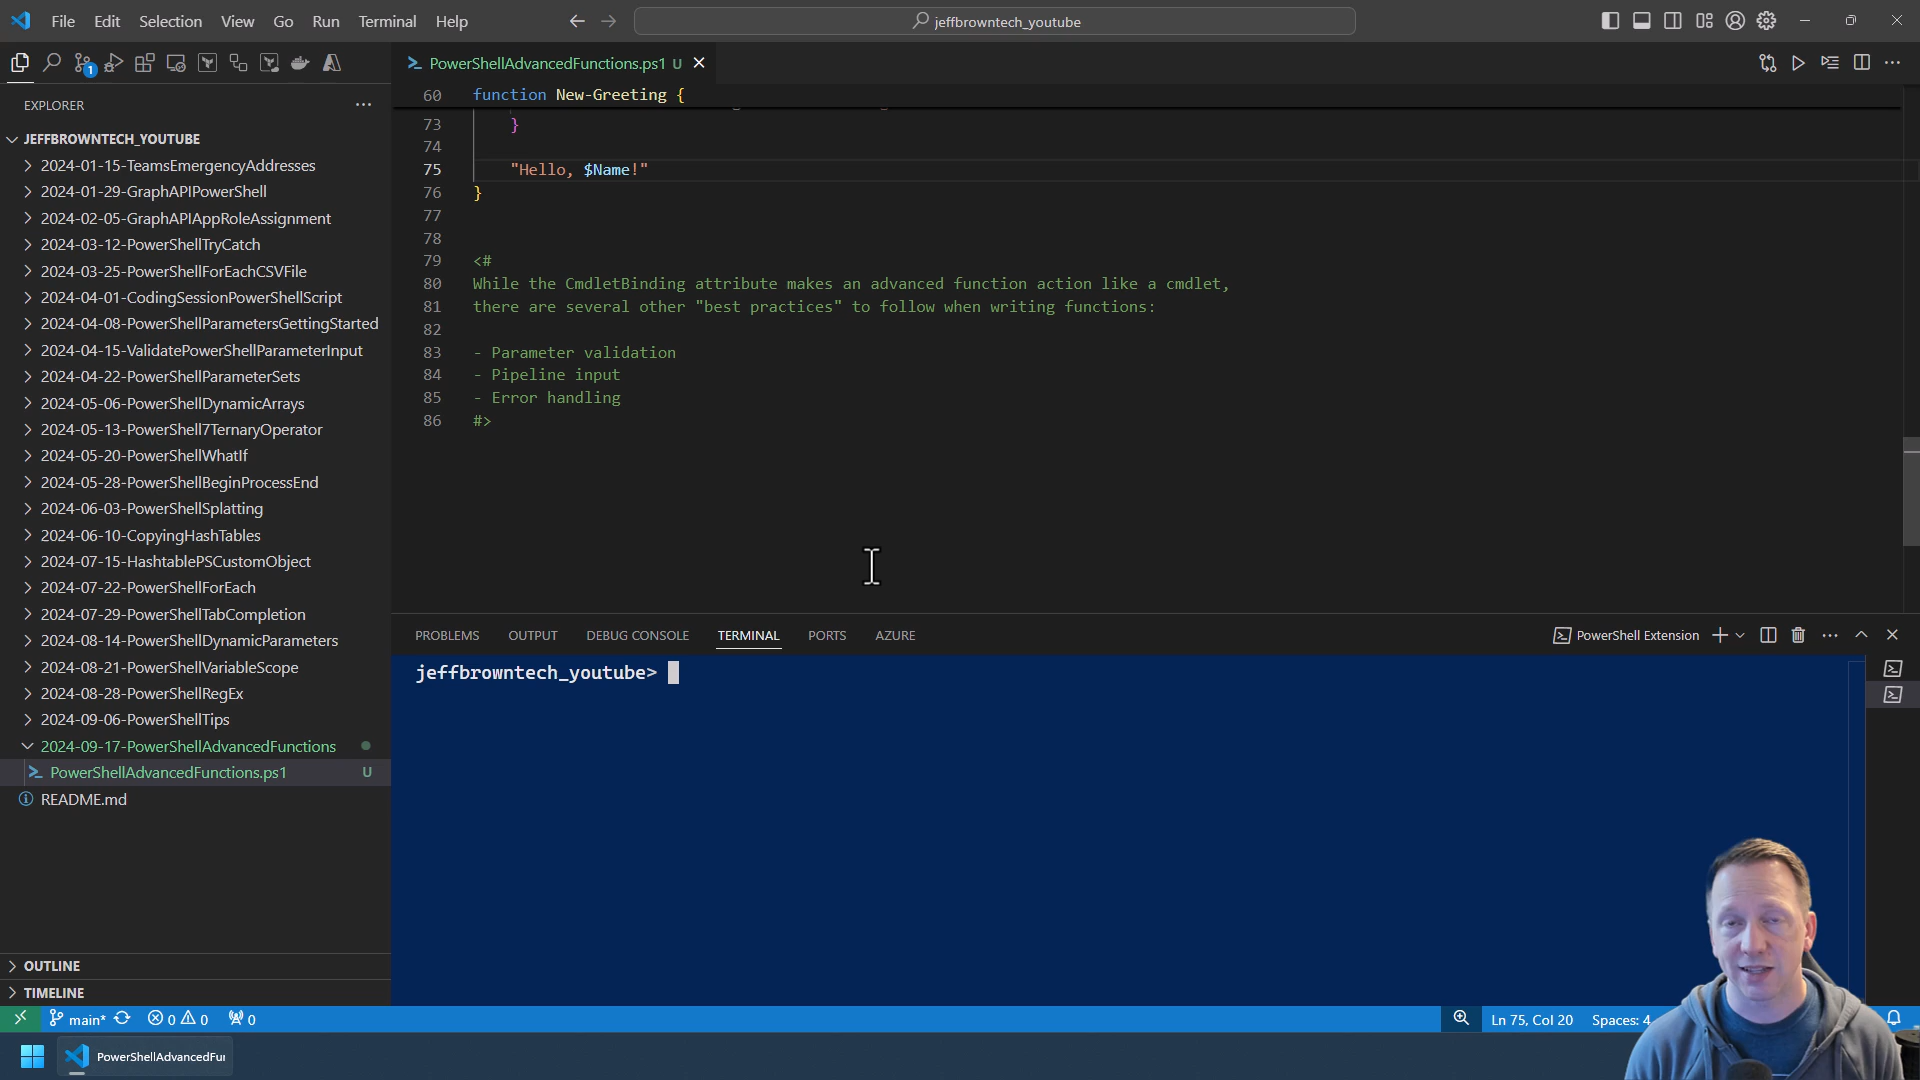 File Edit Selection View Go Run Terminal Help
jeffbrowntech_youtube
1
PowerShellAdvancedFunctions.ps1 U
EXPLORER
JEFFBROWNTECH_YOUTUBE
2024-01-15-TeamsEmergencyAddresses
2024-01-29-GraphAPIPowerShell
2024-02-05-GraphAPIAppRoleAssignment
2024-03-12-PowerShellTryCatch
2024-03-25-PowerShellForEachCSVFile
2024-04-01-CodingSessionPowerShellScript
2024-04-08-PowerShellParametersGettingStarted
2024-04-15-ValidatePowerShellParameterInput
2024-04-22-PowerShellParameterSets
2024-05-06-PowerShellDynamicArrays
2024-05-13-PowerShell7TernaryOperator
2024-05-20-PowerShellWhatIf
2024-05-28-PowerShellBeginProcessEnd
2024-06-03-PowerShellSplatting
2024-06-10-CopyingHashTables
2024-07-15-HashtablePSCustomObject
2024-07-22-PowerShellForEach
2024-07-29-PowerShellTabCompletion
2024-08-14-PowerShellDynamicParameters
2024-08-21-PowerShellVariableScope
2024-08-28-PowerShellRegEx
2024-09-06-PowerShellTips
2024-09-17-PowerShellAdvancedFunctions
PowerShellAdvancedFunctions.ps1 U
README.md
OUTLINE
TIMELINE
60 function New-Greeting {
73 }
74
75 "Hello, $Name!"
76 }
77
78
79 <#
80 While the CmdletBinding attribute makes an advanced function action like a cmdlet,
81 there are several other "best practices" to follow when writing functions:
82
83 - Parameter validation
84 - Pipeline input
85 - Error handling
86 #>
PROBLEMS OUTPUT DEBUG CONSOLE TERMINAL PORTS AZURE
PowerShell Extension
jeffbrowntech_youtube>
main* 0 0 0
Ln 75, Col 20 Spaces: 4
PowerShellAdvancedFu